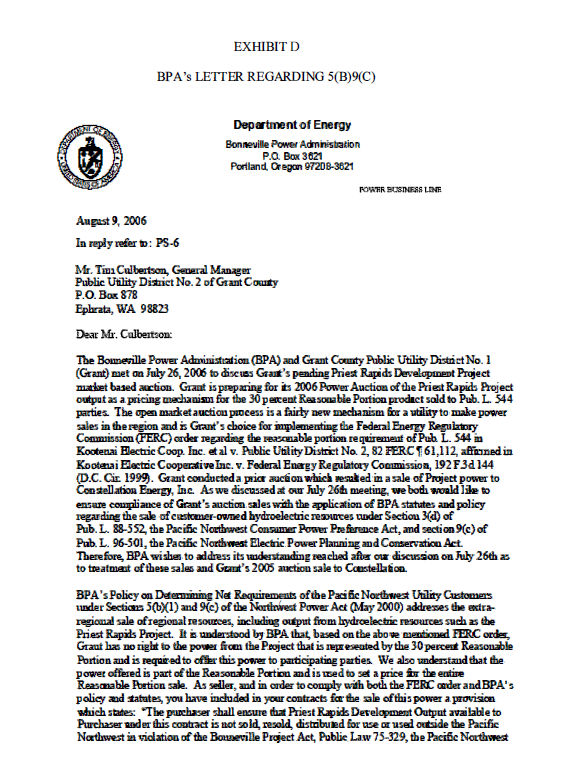 EXHIBIT D
BPA's LETTER REGARDING 5(B)9(C)
Department of Energy
Bonneville Power Administration
P.O. Box 3621
Portland, Oregon 97208-3621
POWER BUSINESS LINE
August 9, 2006
In reply refer to: PS-6
Mr. Tim Culbertson, General Manager
Public Utility District No. 2 of Grant County
P.O. Box 878
Ephrata, WA 98823
Dear Mr. Culbertson:
The Bonneville Power Administration (BPA) and Grant County Public Utility District No. 1
(Grant) met on July 26, 2006 to discuss Grant's pending Priest Rapids Development Project
market based auction. Grant is preparing for its 2006 Power Auction of the Priest Rapids Project
output as a pricing mechanism for the 30 percent Reasonable Portion product sold to Pub. L. 544
parties. The open market auction process is a fairly new mechanism for a utility to make power
sales in the region and is Grant's choice for implementing the Federal Energy Regulatory
Commission (FERC) order regarding the reasonable portion requirement of Pub. L. 544 in
Kootenai Electric Coop. Inc. et al v. Public Utility District No. 2, 82 FERC ¶ 61,112, affirmed in
Kootenai Electric Cooperative Inc. v. Federal Energy Regulatory Commission, 192 F.3d 144
(D.C. Cir. 1999). Grant conducted a prior auction which resulted in a sale of Project power to
Constellation Energy, Inc. As we discussed at our July 26th meeting, we both would like to
ensure compliance of Grant's auction sales with the application of BPA statutes and policy
regarding the sale of customer-owned hydroelectric resources under Section 3(d) of
Pub. L. 88-552, the Pacific Northwest Consumer Power Preference Act, and section 9(c) of
Pub. L. 96-501, the Pacific Northwest Electric Power Planning and Conservation Act.
Therefore, BPA wishes to address its understanding reached after our discussion on July 26th as
to treatment of these sales and Grant's 2005 auction sale to Constellation.
BPA's Policy on Determining Net Requirements of the Pacific Northwest Utility Customers
under Sections 5(b)(1) and 9(c) of the Northwest Power Act (May 2000) addresses the extra-
regional sale of regional resources, including output from hydroelectric resources such as the
Priest Rapids Project. It is understood by BPA that, based on the above mentioned FERC order,
Grant has no right to the power from the Project that is represented by the 30 percent Reasonable
Portion and is required to offer this power to participating parties. We also understand that the
power offered is part of the Reasonable Portion and is used to set a price for the entire
Reasonable Portion sale. As seller, and in order to comply with both the FERC order and BPA's
policy and statutes, you have included in your contracts for the sale of this power a provision
which states: "The purchaser shall ensure that Priest Rapids Development Output available to
Purchaser under this contract is not sold, resold, distributed for use or used outside the Pacific
Northwest in violation of the Bonneville Project Act, Public Law 75-329, the Pacific Northwest